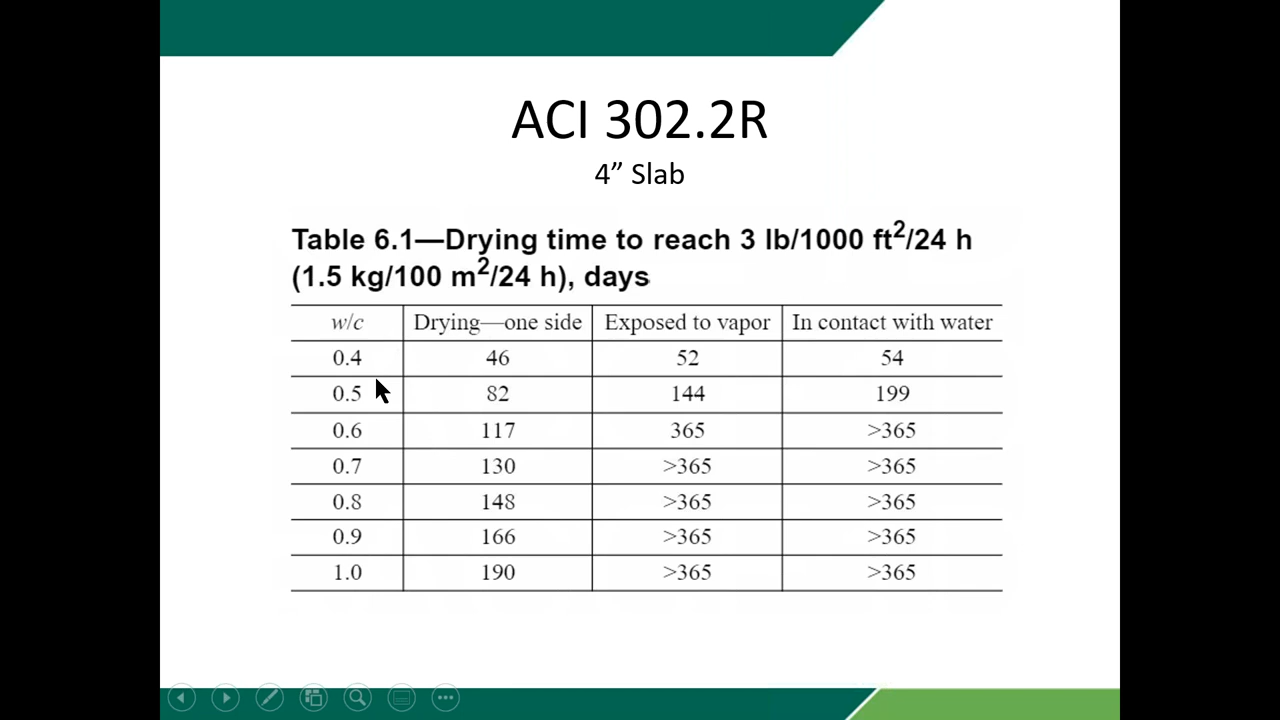 ACI 302.2R
4” Slab
Table 6.1—Drying time to reach 3 lb/1000 ft²/24 h
(1.5 kg/100 m²/24 h), days
w/c Drying—one side Exposed to vapor In contact with water
0.4 46 52 54
0.5 82 144 199
0.6 117 365 >365
0.7 130 >365 >365
0.8 148 >365 >365
0.9 166 >365 >365
1.0 190 >365 >365